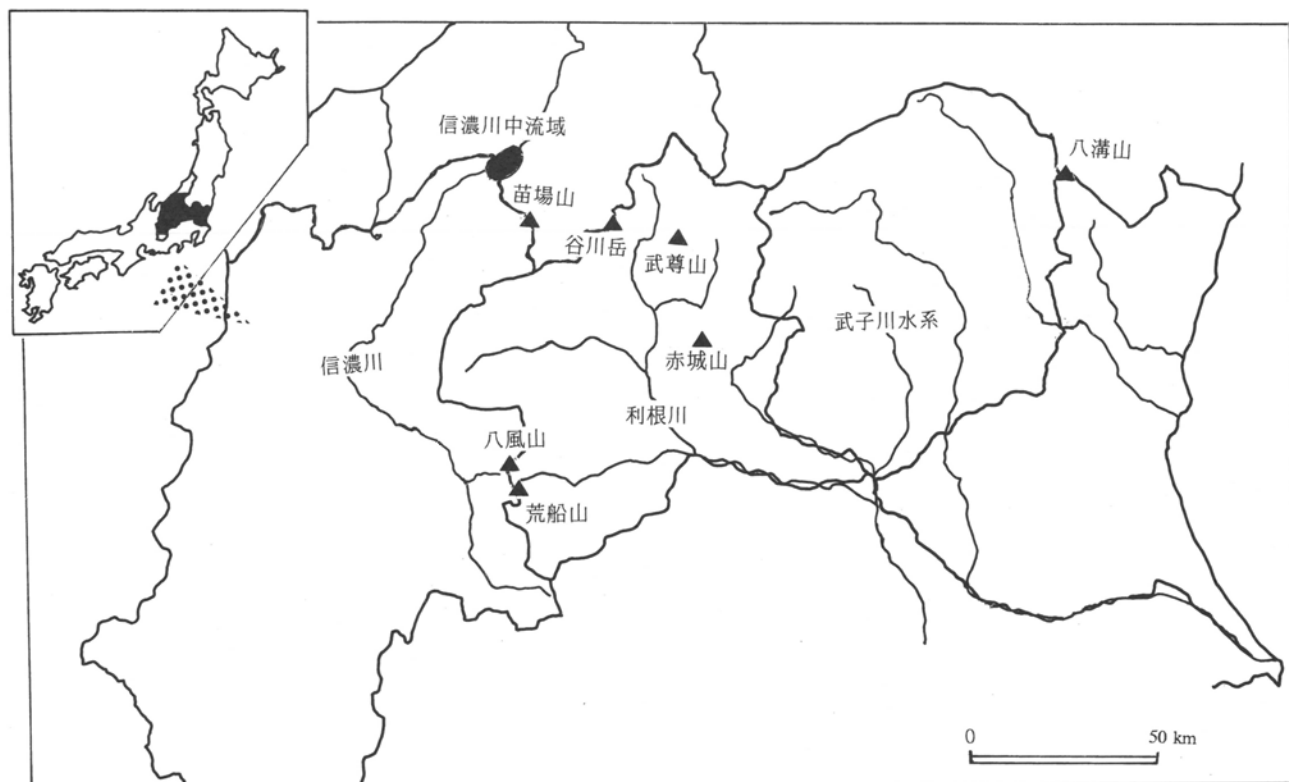 信濃川中流域
八溝山
苗場山
谷川岳
武尊山
武子川水系
赤城山
信濃川
利根川
八風山
荒船山
0 50 km